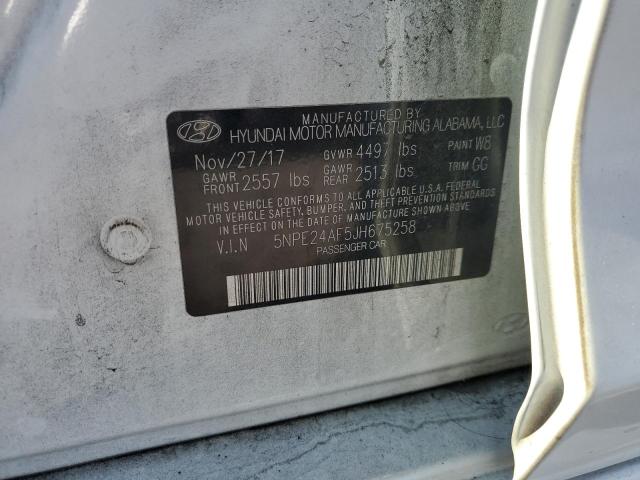 MANUFACTURED BY
HYUNDAI MOTOR MANUFACTURING ALABAMA, LLC
Nov/27/17 GVWR 4497 lbs PAINT W8
GAWR FRONT 2557 lbs GAWR REAR 2513 lbs TRIM GG
THIS VEHICLE CONFORMS TO ALL APPLICABLE U.S.A. FEDERAL
MOTOR VEHICLE SAFETY, BUMPER, AND THEFT PREVENTION STANDARDS
IN EFFECT ON THE DATE OF MANUFACTURE SHOWN ABOVE.
V.I.N 5NPE24AF5JH675258
PASSENGER CAR